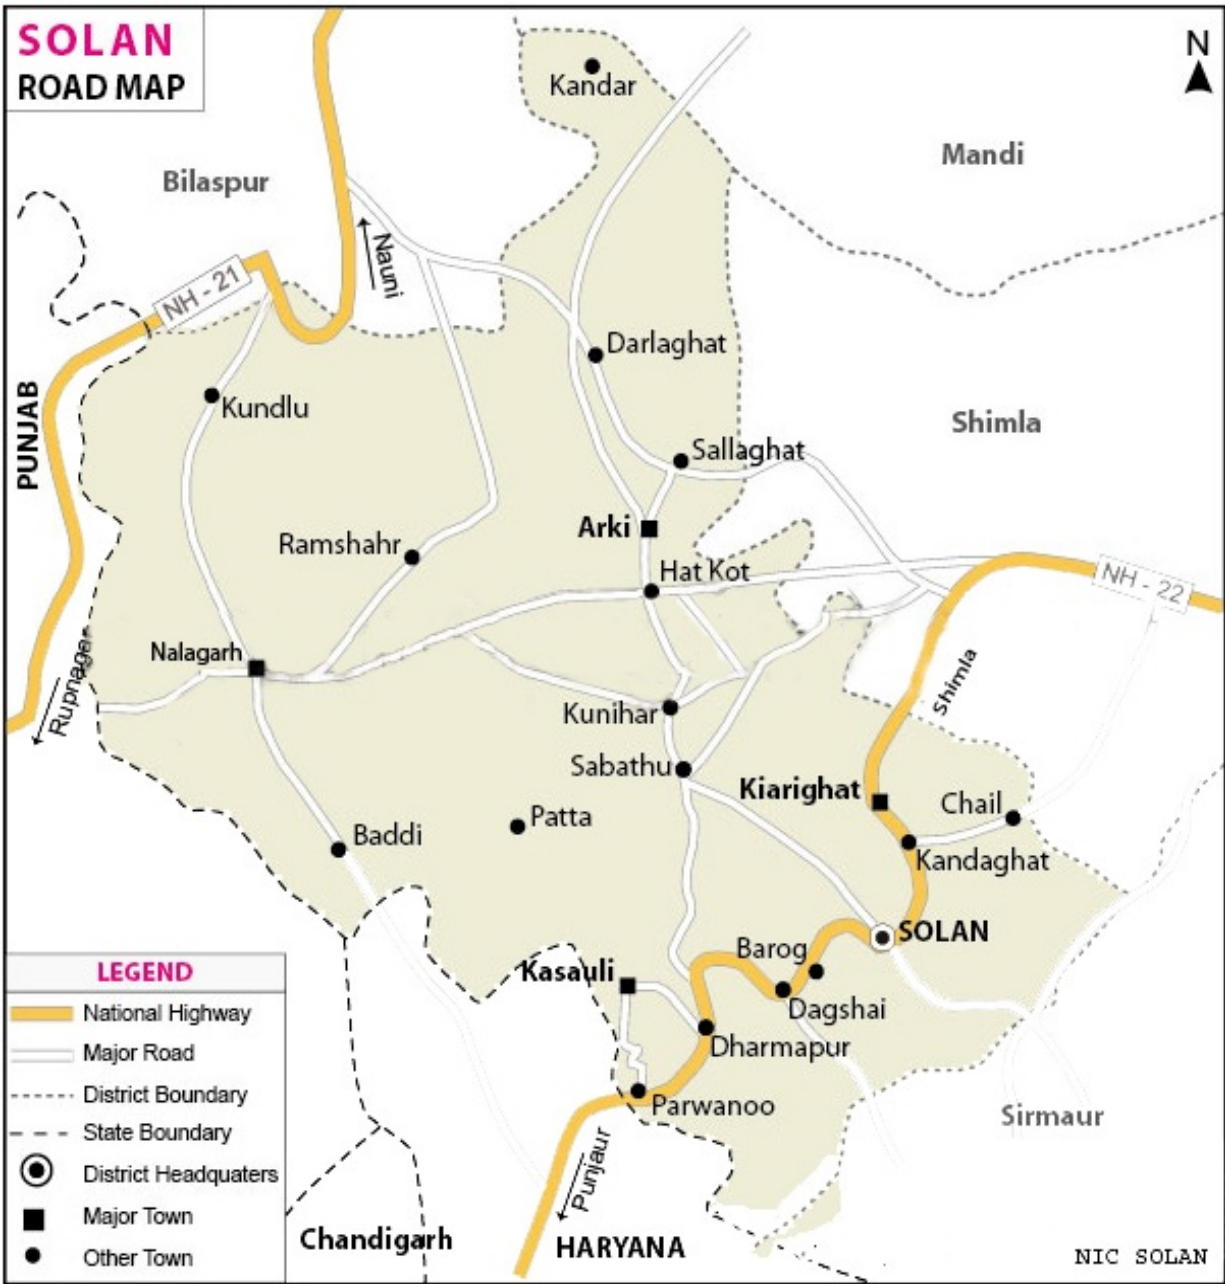 SOLAN
ROAD MAP
N
Kandar
Mandi
Bilaspur
Nauni
NH - 21
Darlaghat
PUNJAB
Kundlu
Shimla
Sallaghat
Arki
Ramshahr
Hat Kot
NH - 22
Nalagarh
Rupnagar
Shimla
Kunihar
Sabathu
Kiarighat
Chail
Patta
Baddi
Kandaghat
SOLAN
Barog
Kasauli
Dagshai
Dharmapur
Parwanoo
Sirmaur
Punjaur
Chandigarh
HARYANA
LEGEND
National Highway
Major Road
District Boundary
State Boundary
District Headquaters
Major Town
Other Town
NIC SOLAN